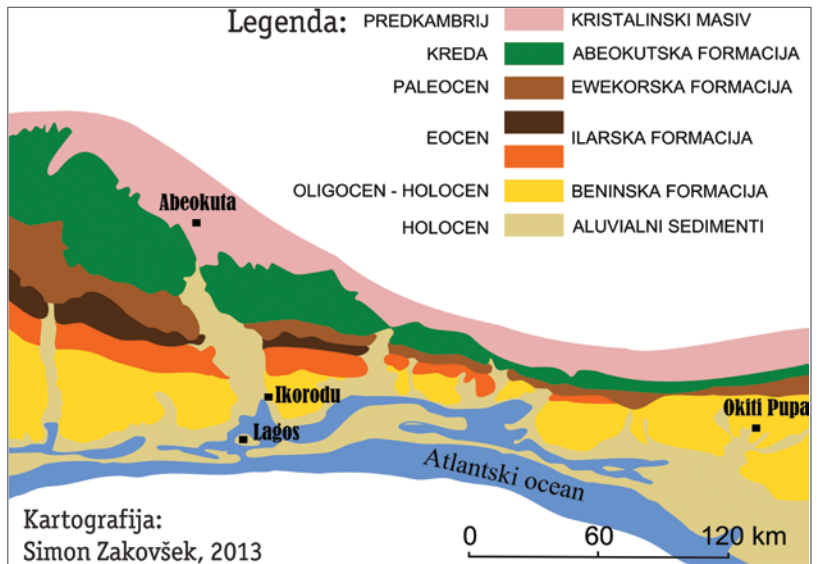 Legenda:
PREDKAMBRIJ KRISTALINSKI MASIV
KREDA ABEOKUTSKA FORMACIJA
PALEOCEN EWEKORSKA FORMACIJA
EOCEN ILARSKA FORMACIJA
OLIGOCEN - HOLOCEN BENINSKA FORMACIJA
HOLOCEN ALUVIALNI SEDIMENTI
Abeokuta
Ikorodu
Okiti Pupa
Lagos
Atlantski ocean
Kartografija:
Simon Zakovšek, 2013
0 60 120 km